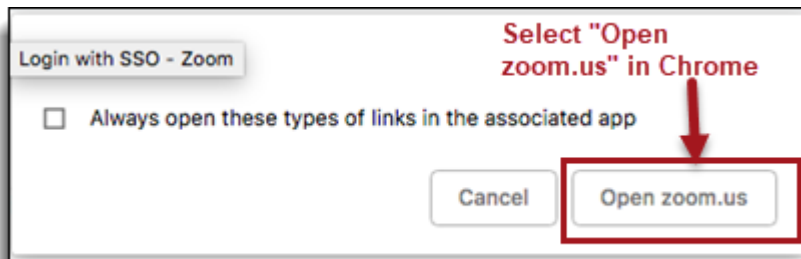 Select "Open
zoom.us" in Chrome
Login with SSO - Zoom
Always open these types of links in the associated app
Cancel
Open zoom.us